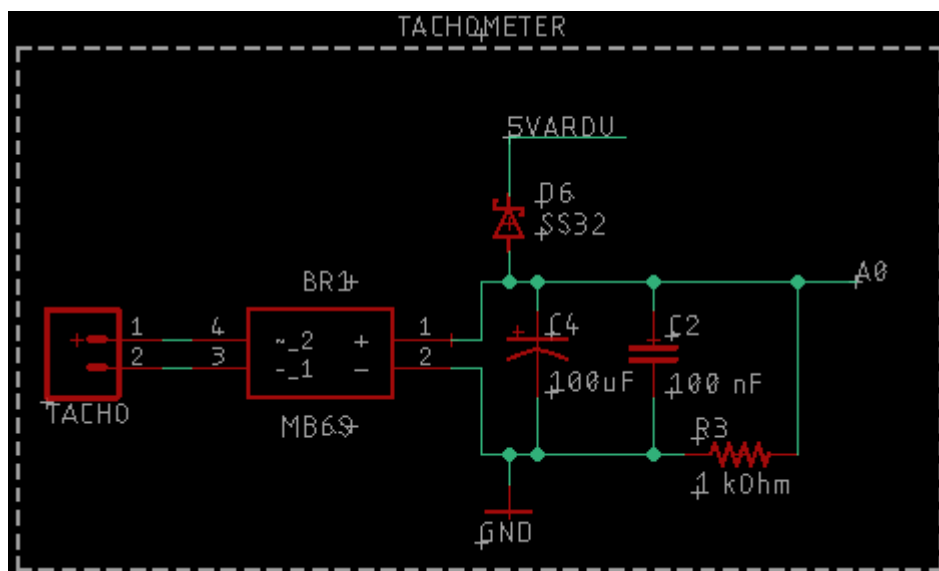 TACHOMETER
5VARDU
D6
SS32
A0
BR1
1
4
~_2
+
1
C4
C2
2
3
~_1
-
2
100uF
100 nF
TACHO
MB69
R3
1 kOhm
GND